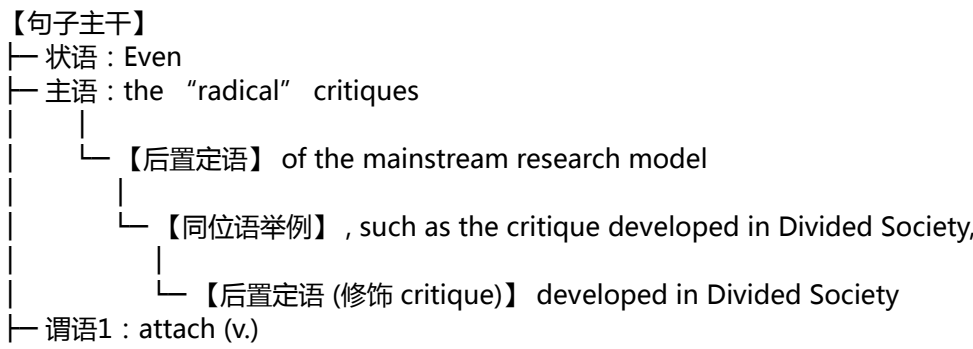 【句子主干】
├─ 状语：Even
├─ 主语：the “radical” critiques
│ │
│ └─ 【后置定语】 of the mainstream research model
│ │
│ └─ 【同位语举例】 , such as the critique developed in Divided Society,
│ │
│ └─ 【后置定语 (修饰 critique)】 developed in Divided Society
├─ 谓语1：attach (v.)